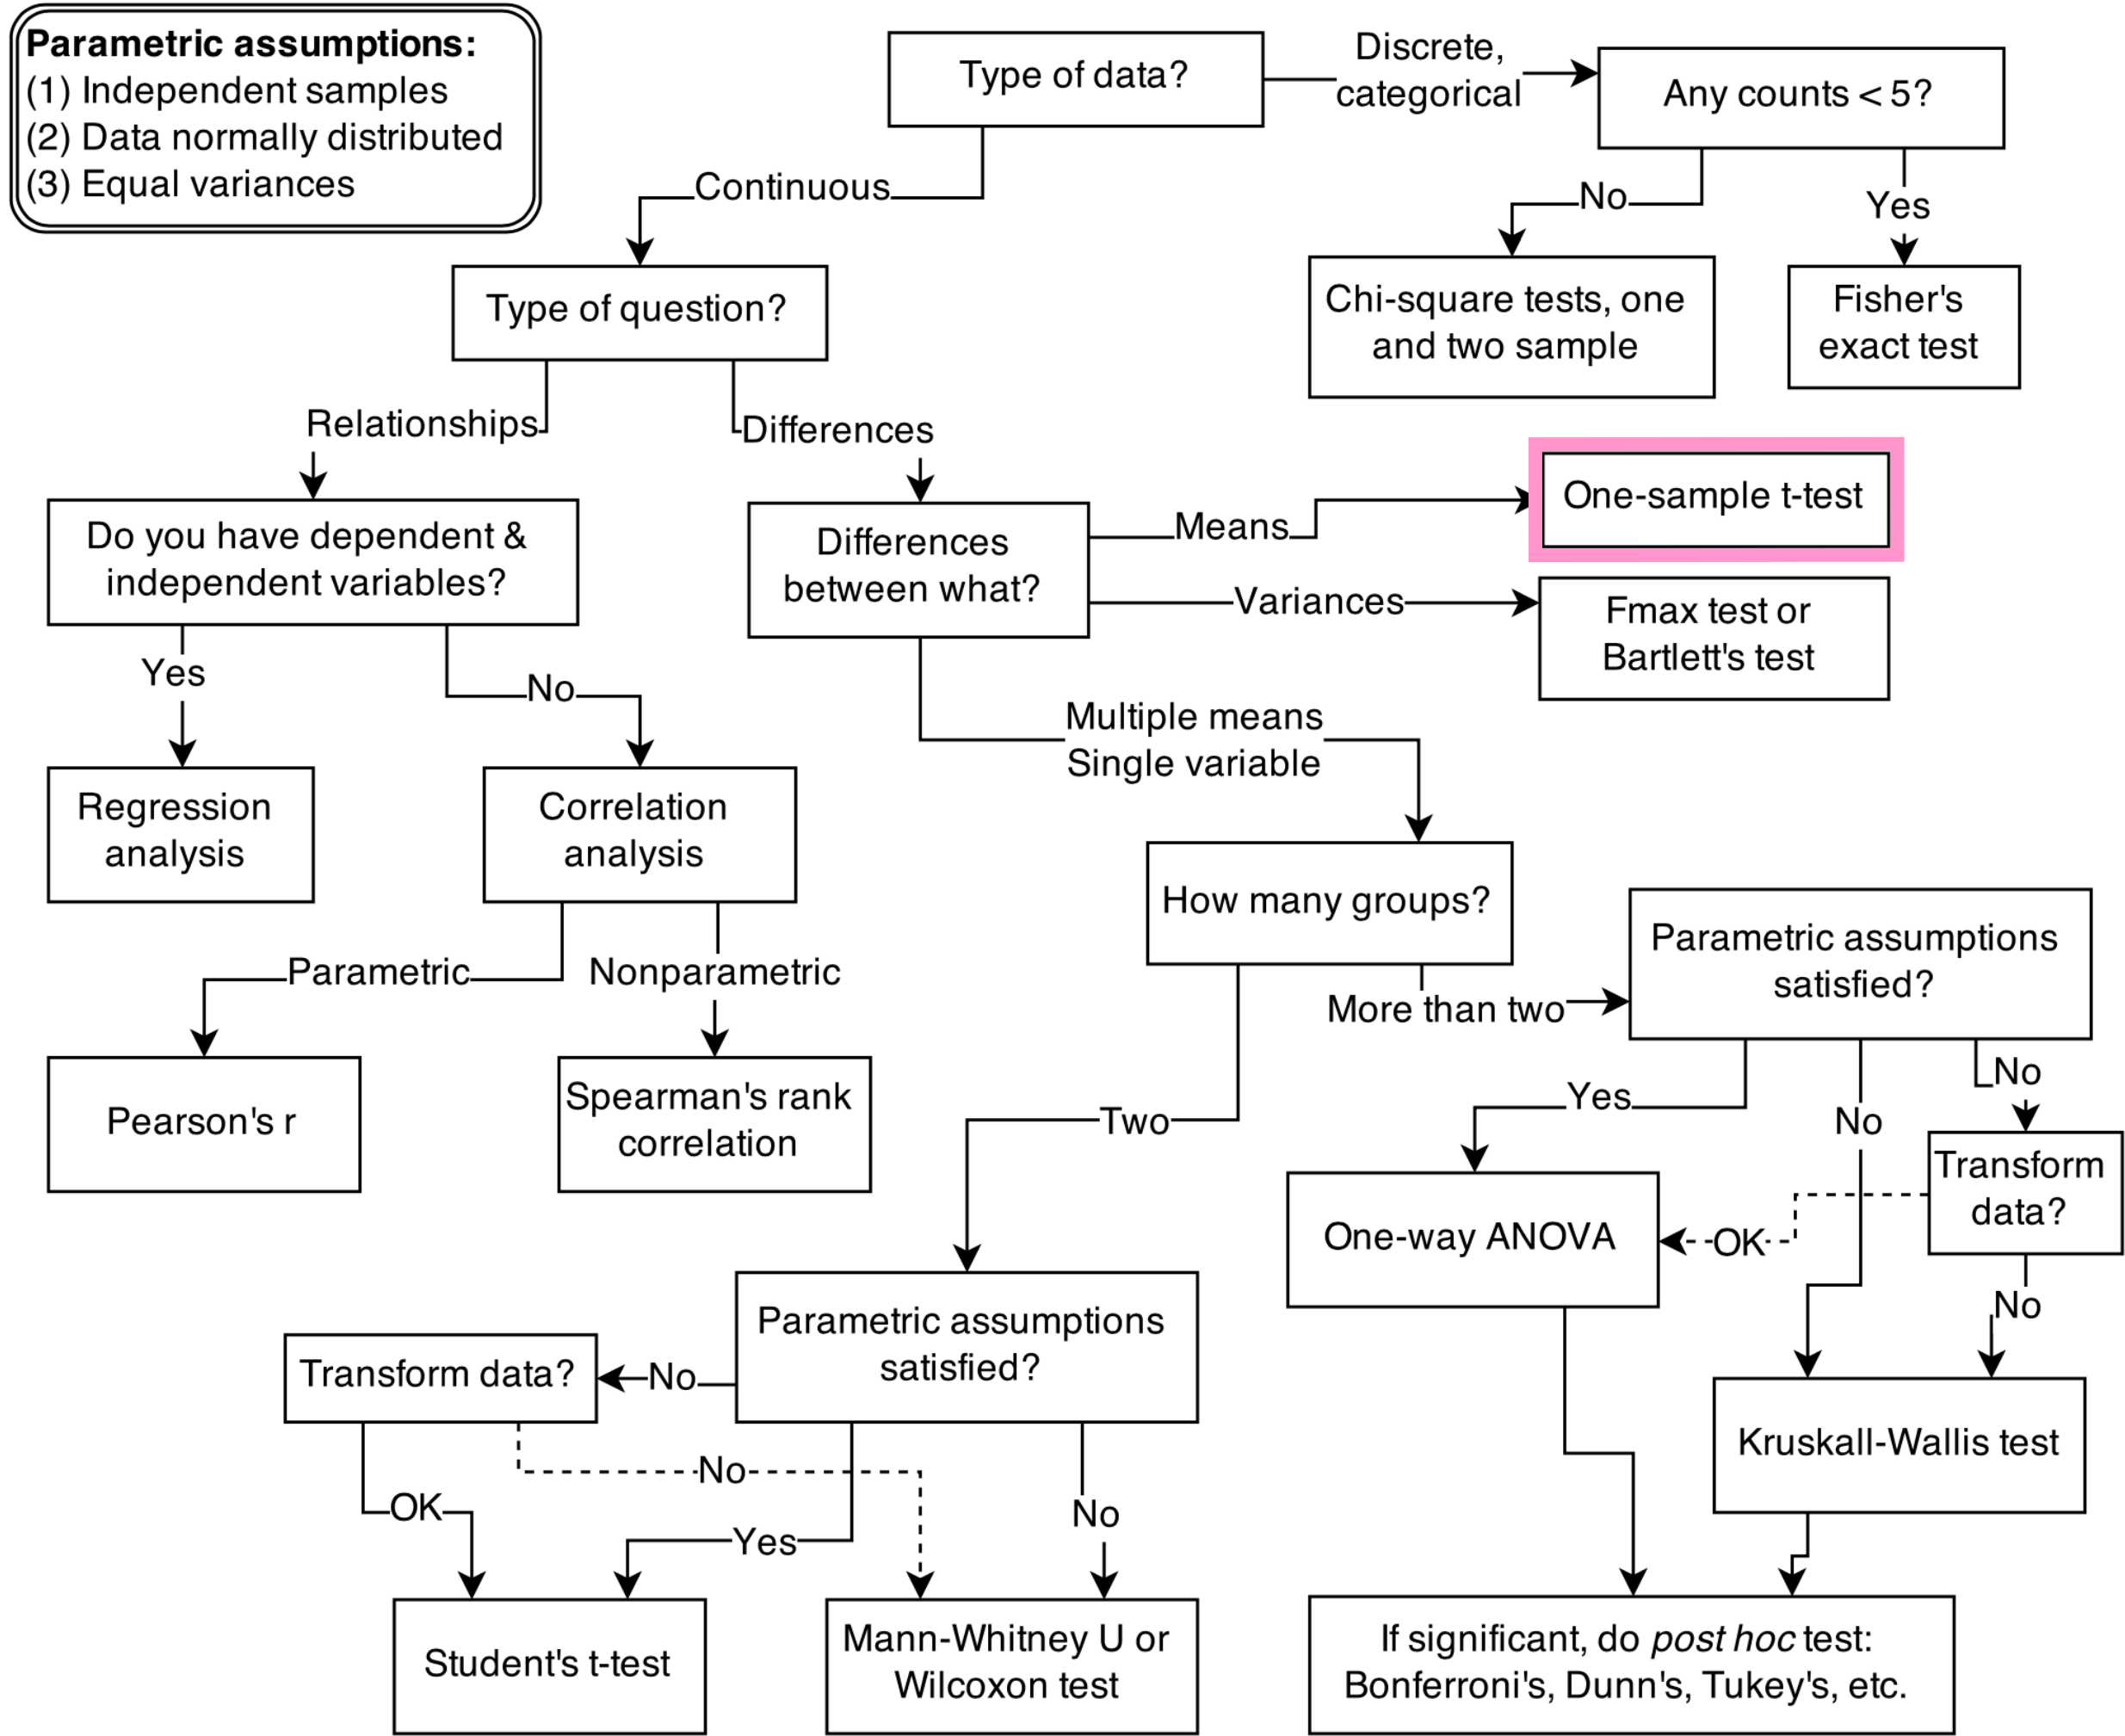 Parametric assumptions:
(1) Independent samples
(2) Data normally distributed
(3) Equal variances
Type of data?
Discrete,
categorical
Any counts < 5?
Continuous
No
Yes
Type of question?
Chi-square tests, one
and two sample
Fisher's
exact test
Relationships
Differences
Do you have dependent &
independent variables?
Differences
between what?
Means
One-sample t-test
Variances
Fmax test or
Bartlett's test
Yes
No
Multiple means
Single variable
Regression
analysis
Correlation
analysis
How many groups?
Parametric assumptions
satisfied?
Parametric
Nonparametric
More than two
Pearson's r
Spearman's rank
correlation
Two
Yes
No
No
Transform
data?
One-way ANOVA
OK
No
Parametric assumptions
satisfied?
Transform data?
No
Kruskall-Wallis test
OK
No
Yes
No
Student's t-test
Mann-Whitney U or
Wilcoxon test
If significant, do post hoc test:
Bonferroni's, Dunn's, Tukey's, etc.